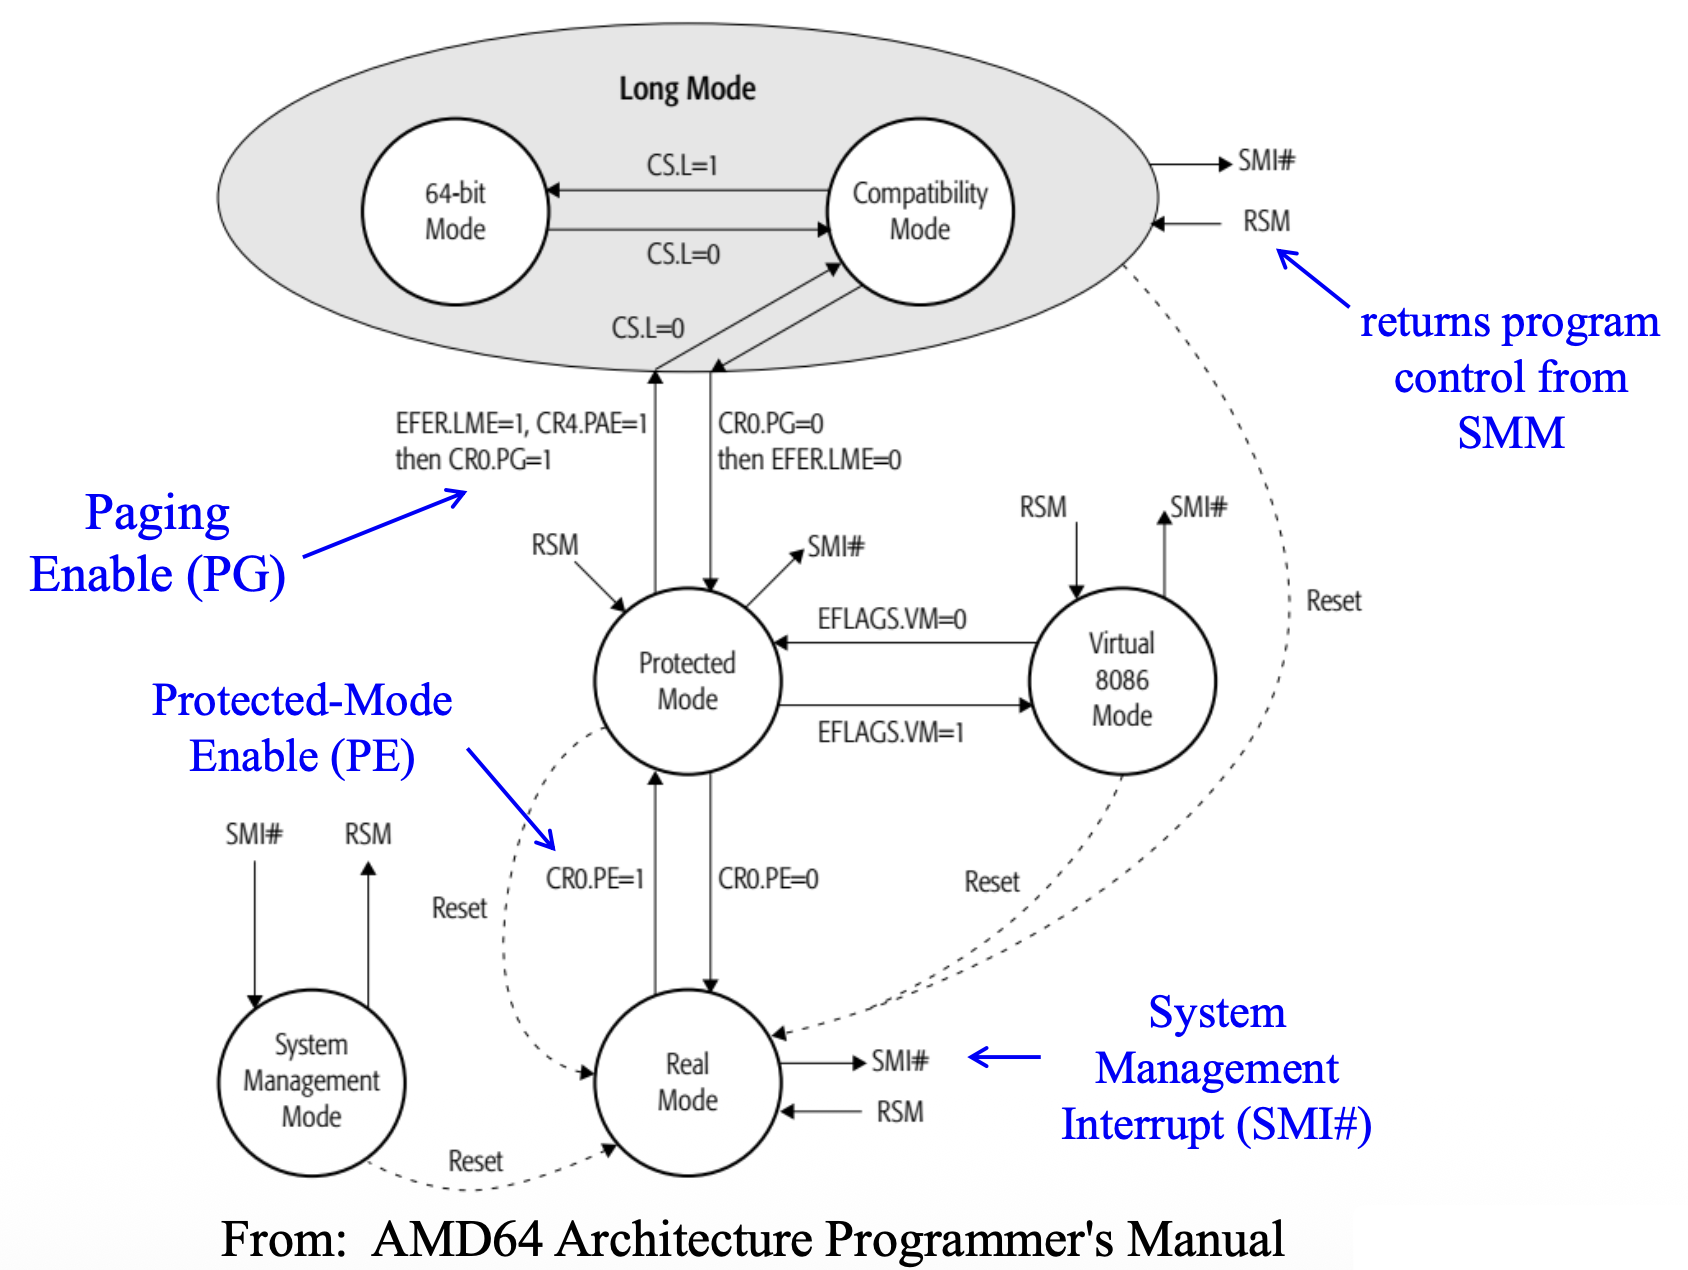 Long Mode
64-bit
Mode
CS.L=1
CS.L=0
Compatibility
Mode
SMI#
RSM
CS.L=0
returns program
control from
SMM
EFER.LME=1, CR4.PAE=1
then CR0.PG=1
CR0.PG=0
then EFER.LME=0
Paging
Enable (PG)
RSM
SMI#
RSM
SMI#
Reset
EFLAGS.VM=0
Protected
Mode
Virtual
8086
Mode
EFLAGS.VM=1
Protected-Mode
Enable (PE)
SMI#
RSM
CR0.PE=1
CR0.PE=0
Reset
Reset
System
Management
Mode
Real
Mode
SMI#
RSM
System
Management
Interrupt (SMI#)
Reset
From: AMD64 Architecture Programmer's Manual